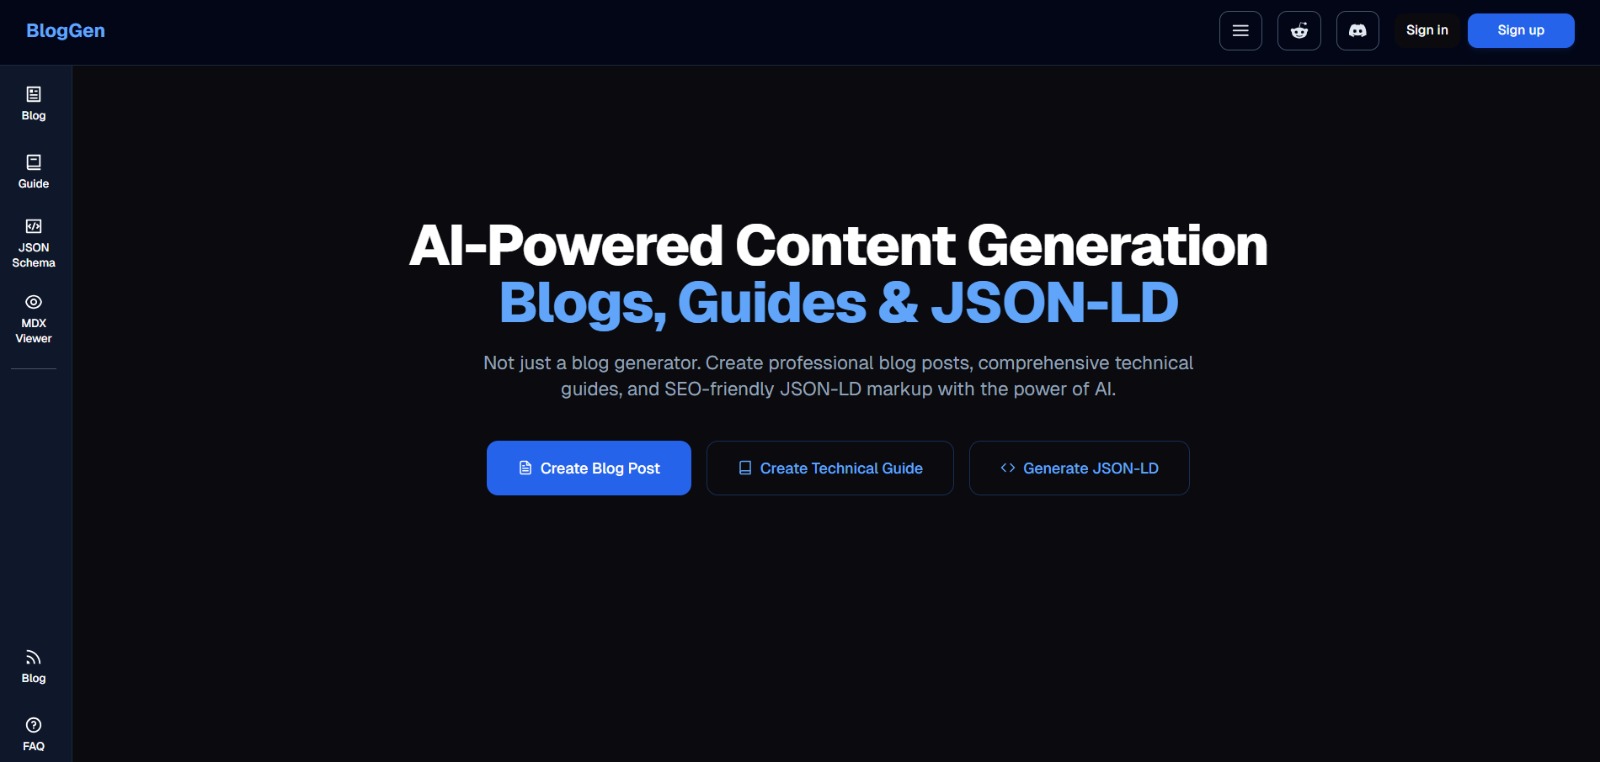 BlogGen
Sign in
Sign up
Blog
Guide
JSON
Schema
MDX
Viewer
AI-Powered Content Generation
Blogs, Guides & JSON-LD
Not just a blog generator. Create professional blog posts, comprehensive technical
guides, and SEO-friendly JSON-LD markup with the power of AI.
Create Blog Post
Create Technical Guide
Generate JSON-LD
Blog
FAQ